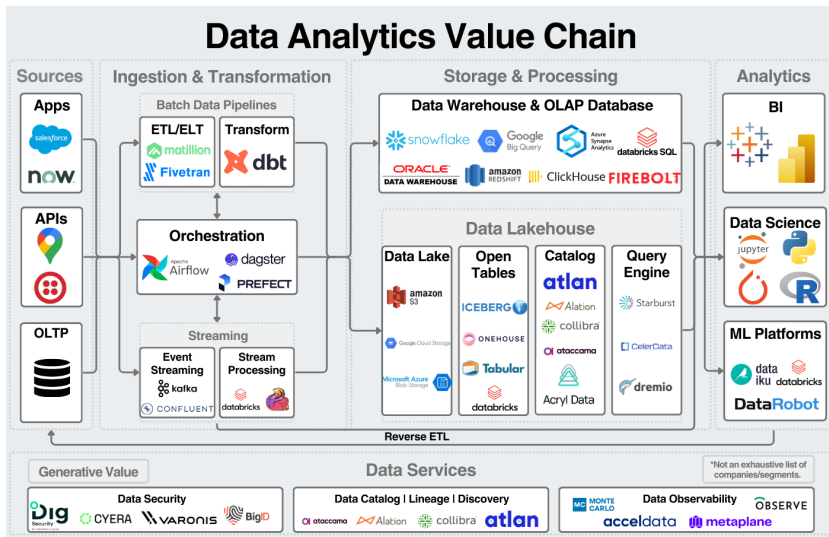 Data Analytics Value Chain
Sources
Ingestion & Transformation
Storage & Processing
Analytics
Apps
salesforce
now
APIs
OLTP
Batch Data Pipelines
ETL/ELT
matillion
Fivetran
Transform
dbt
Orchestration
Apache
Airflow
dagster
PREFECT
Streaming
Event
Streaming
kafka
CONFLUENT
Stream
Processing
databricks
Data Warehouse & OLAP Database
snowflake
Google
Big Query
Azure
Synapse
Analytics
databricks SQL
ORACLE
DATA WAREHOUSE
amazon
REDSHIFT
ClickHouse
FIREBOLT
Data Lakehouse
Data Lake
amazon
S3
Google Cloud Storage
Microsoft Azure
Blob Storage
Open
Tables
ICEBERG
ONEHOUSE
Tabular
databricks
Catalog
atlan
Alation
collibra
ataccama
Acryl Data
Query
Engine
Starburst
CelerData
dremio
BI
Data Science
jupyter
R
ML Platforms
data
iku
databricks
DataRobot
Reverse ETL
Generative Value
Data Services
*Not an exhaustive list of
companies/segments.
Data Security
Dig
Security
CYERA
VARONIS
BigID
Data Catalog | Lineage | Discovery
ataccama
Alation
collibra
atlan
Data Observability
MC
MONTE
CARLO
OBSERVE
acceldata
metaplane